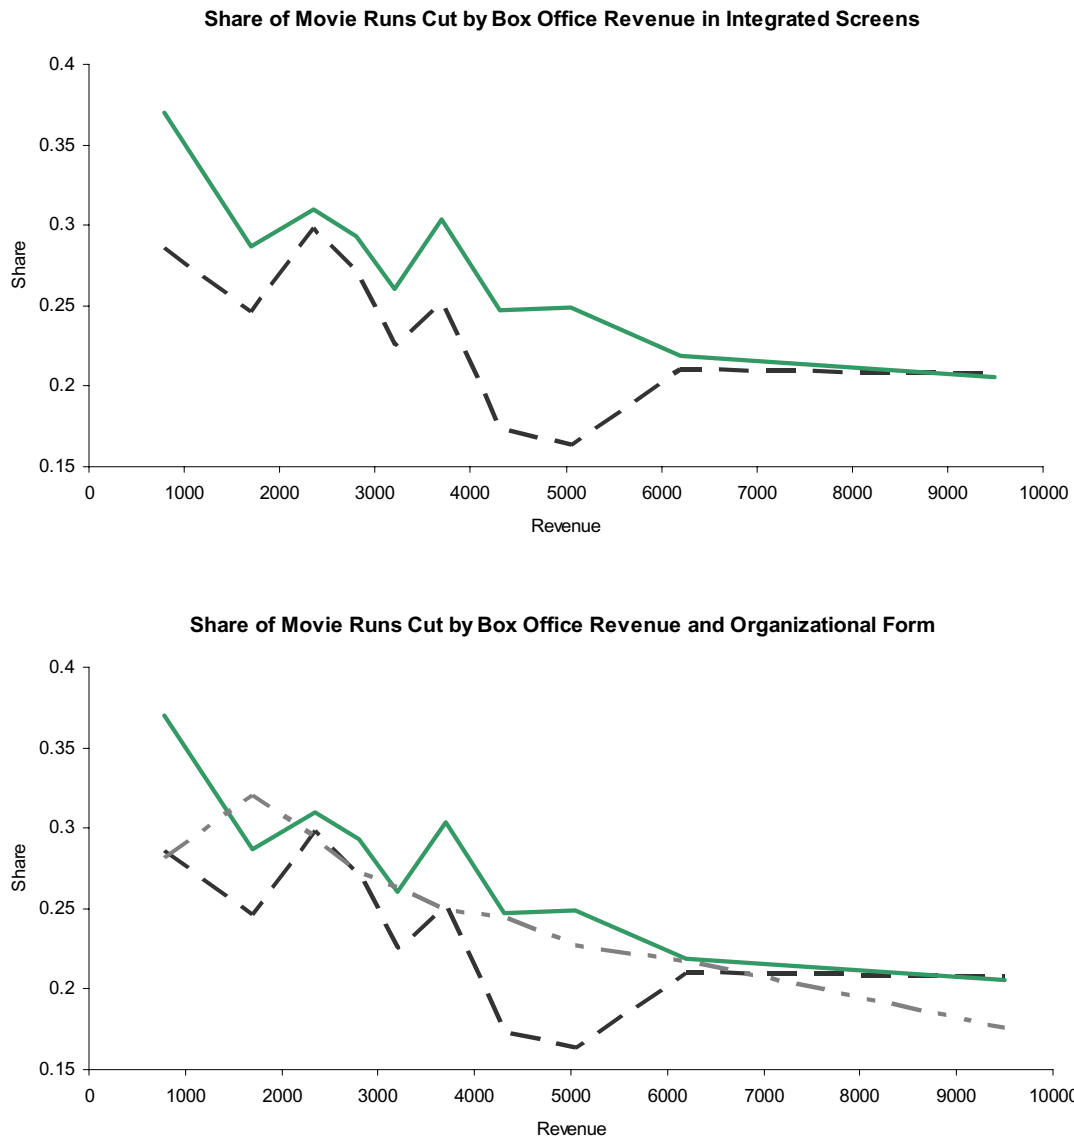 Share of Movie Runs Cut by Box Office Revenue in Integrated Screens
0.4
0.35
0.3
0.25
0.2
0.15
Share
0 1000 2000 3000 4000 5000 6000 7000 8000 9000 10000
Revenue
Share of Movie Runs Cut by Box Office Revenue and Organizational Form
0.4
0.35
0.3
0.25
0.2
0.15
Share
0 1000 2000 3000 4000 5000 6000 7000 8000 9000 10000
Revenue